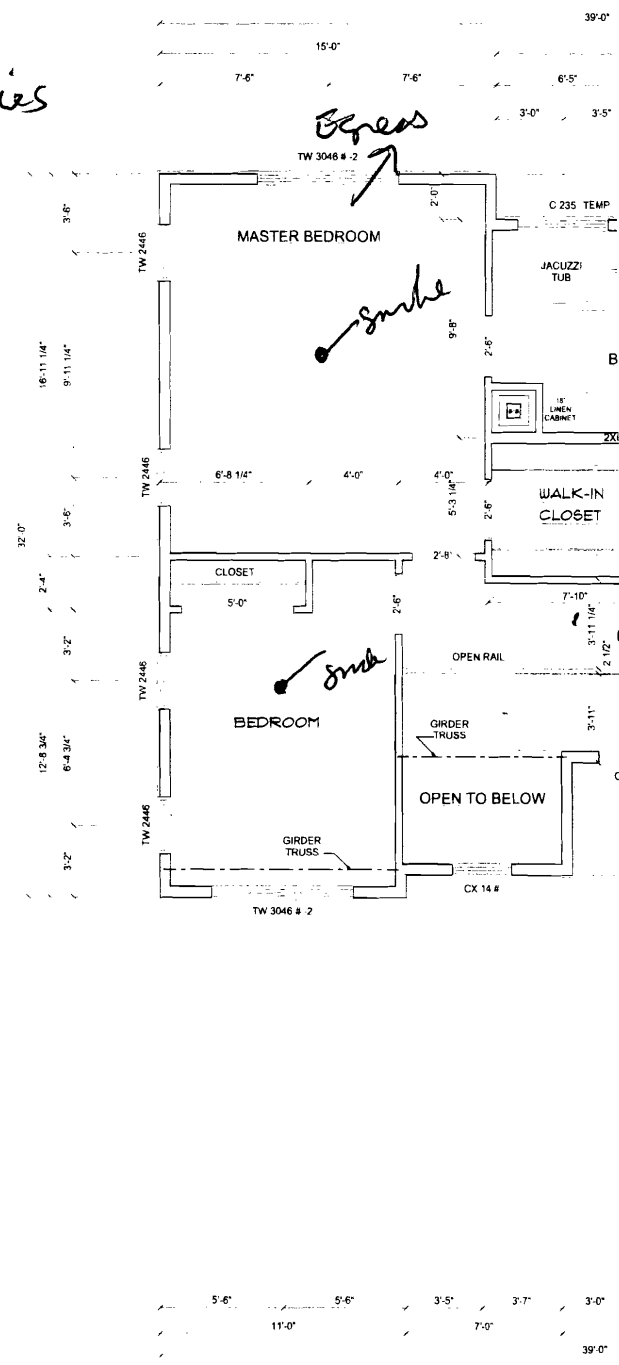 39'-0"
15'-0"
7'-6" 7'-6" 6'-5"
3'-0" 3'-5"
Egress
TW 3046 # -2
2'-0"
3'-6"
C 235 TEMP
TW 2446
MASTER BEDROOM
JACUZZI
TUB
smoke
9'-8"
16'-11 1/4"
9'-11 1/4"
2'-6"
B
18"
LINEN
CABINET
TW 2446
6'-8 1/4" 4'-0" 4'-0"
5'-3 1/4"
2'-6"
WALK-IN
CLOSET
3'-6"
32'-0"
2'-8"
CLOSET
2'-4"
5'-0"
2'-6"
7'-10"
3'-11 1/4"
2 1/2"
3'-2"
OPEN RAIL
TW 2446
BEDROOM
GIRDER
TRUSS
3'-11"
12'-8 3/4"
6'-4 3/4"
OPEN TO BELOW
TW 2446
GIRDER
TRUSS
3'-2"
CX 14 #
TW 3046 # -2
5'-6" 5'-6" 3'-5" 3'-7" 3'-0"
11'-0" 7'-0"
39'-0"